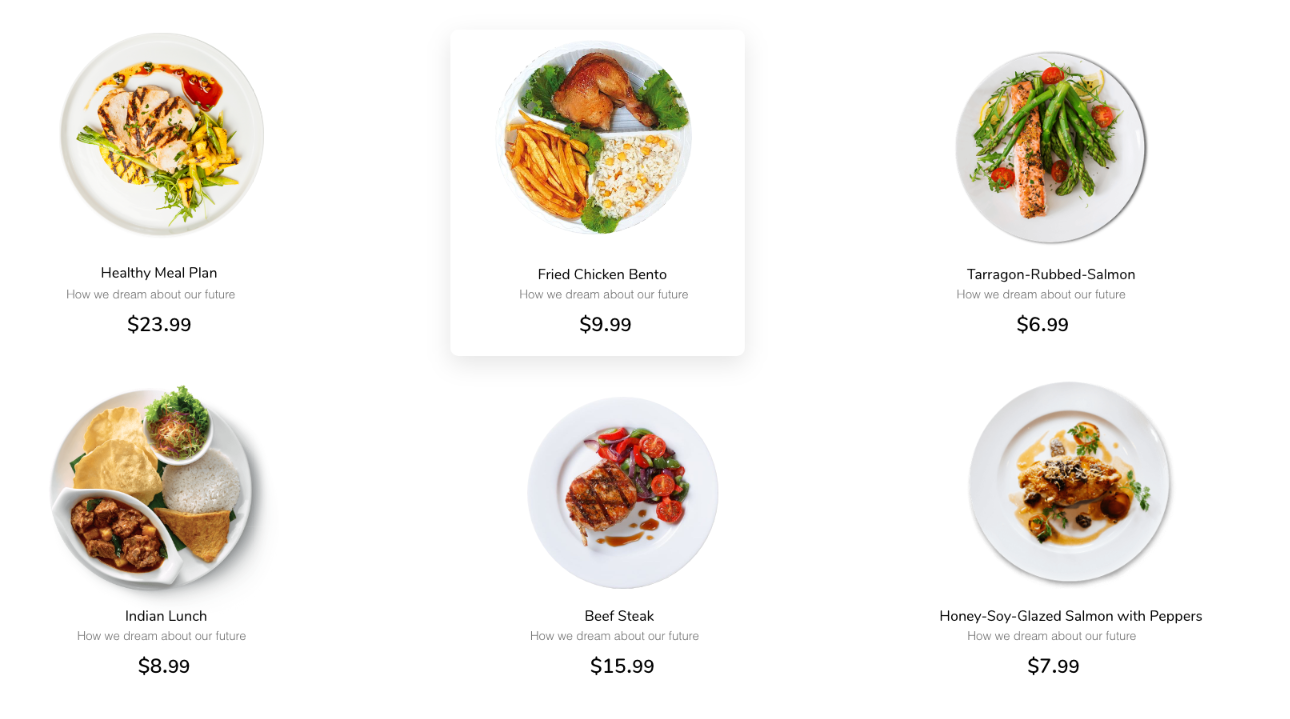 Healthy Meal Plan
How we dream about our future
$23.99
Fried Chicken Bento
How we dream about our future
$9.99
Tarragon-Rubbed-Salmon
How we dream about our future
$6.99
Indian Lunch
How we dream about our future
$8.99
Beef Steak
How we dream about our future
$15.99
Honey-Soy-Glazed Salmon with Peppers
How we dream about our future
$7.99